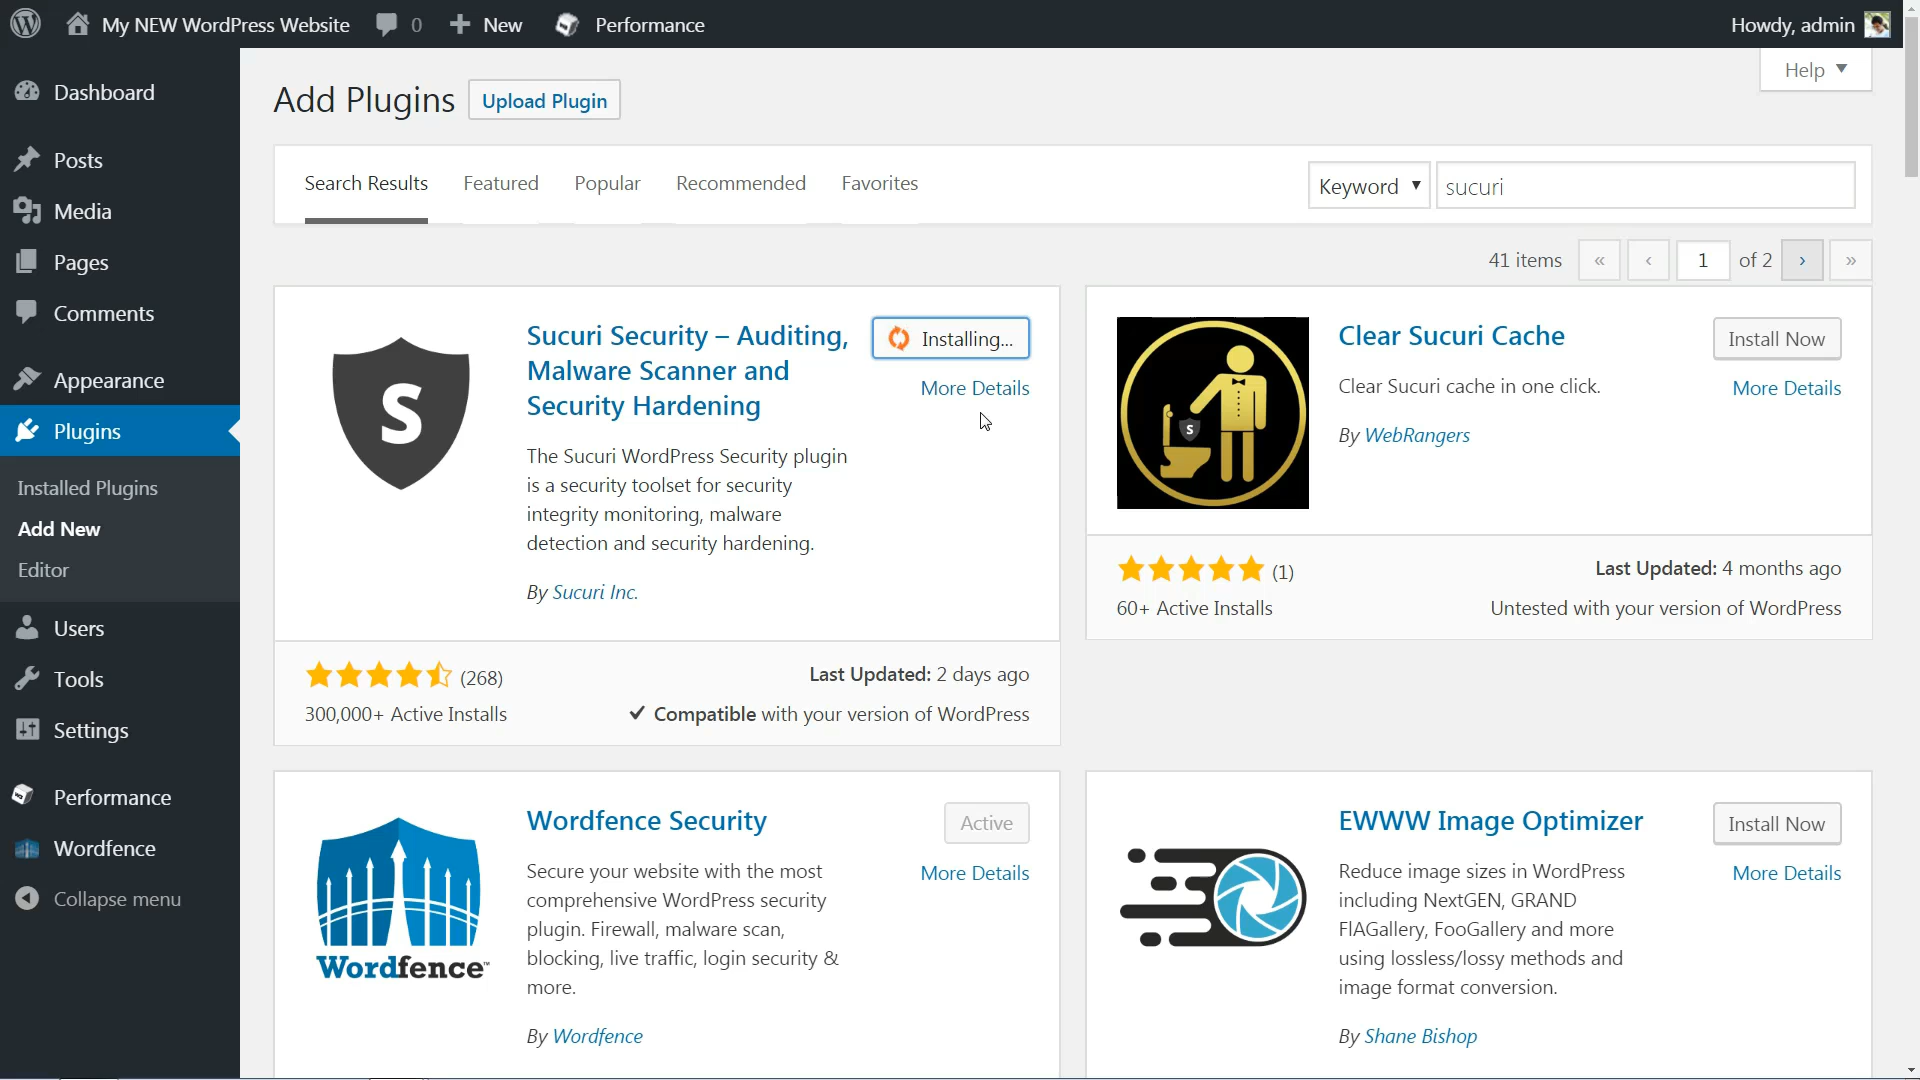 My NEW WordPress Website 0 New Performance Howdy, admin
Help
Dashboard
Posts
Media
Pages
Comments
Appearance
Plugins
Installed Plugins
Add New
Editor
Users
Tools
Settings
Performance
Wordfence
Collapse menu
Add Plugins Upload Plugin
Search Results Featured Popular Recommended Favorites Keyword sucuri
41 items « ‹ 1 of 2 › »
Sucuri Security – Auditing,
Malware Scanner and
Security Hardening
Installing...
More Details
The Sucuri WordPress Security plugin
is a security toolset for security
integrity monitoring, malware
detection and security hardening.
By Sucuri Inc.
(268)
300,000+ Active Installs
Last Updated: 2 days ago
Compatible with your version of WordPress
S
Clear Sucuri Cache
Install Now
More Details
Clear Sucuri cache in one click.
By WebRangers
S
(1)
60+ Active Installs
Last Updated: 4 months ago
Untested with your version of WordPress
Wordfence Security
Active
More Details
Secure your website with the most
comprehensive WordPress security
plugin. Firewall, malware scan,
blocking, live traffic, login security &
more.
By Wordfence
Wordfence™
EWWW Image Optimizer
Install Now
More Details
Reduce image sizes in WordPress
including NextGEN, GRAND
FlAGallery, FooGallery and more
using lossless/lossy methods and
image format conversion.
By Shane Bishop